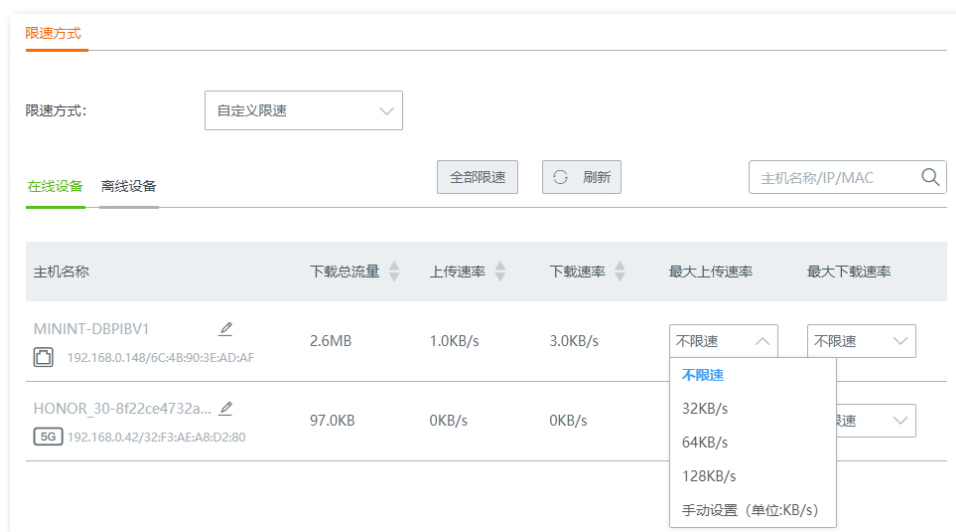 限速方式
限速方式： 自定义限速
在线设备 离线设备 全部限速 刷新 主机名称/IP/MAC
主机名称 下载总流量 上传速率 下载速率 最大上传速率 最大下载速率
MININT-DBPIBV1
192.168.0.148/6C:4B:90:3E:AD:AF
2.6MB 1.0KB/s 3.0KB/s 不限速 不限速
不限速
32KB/s
HONOR_30-8f22ce4732a...
5G 192.168.0.42/32:F3:AE:A8:D2:80
97.0KB 0KB/s 0KB/s 限速
64KB/s
128KB/s
手动设置（单位:KB/s）